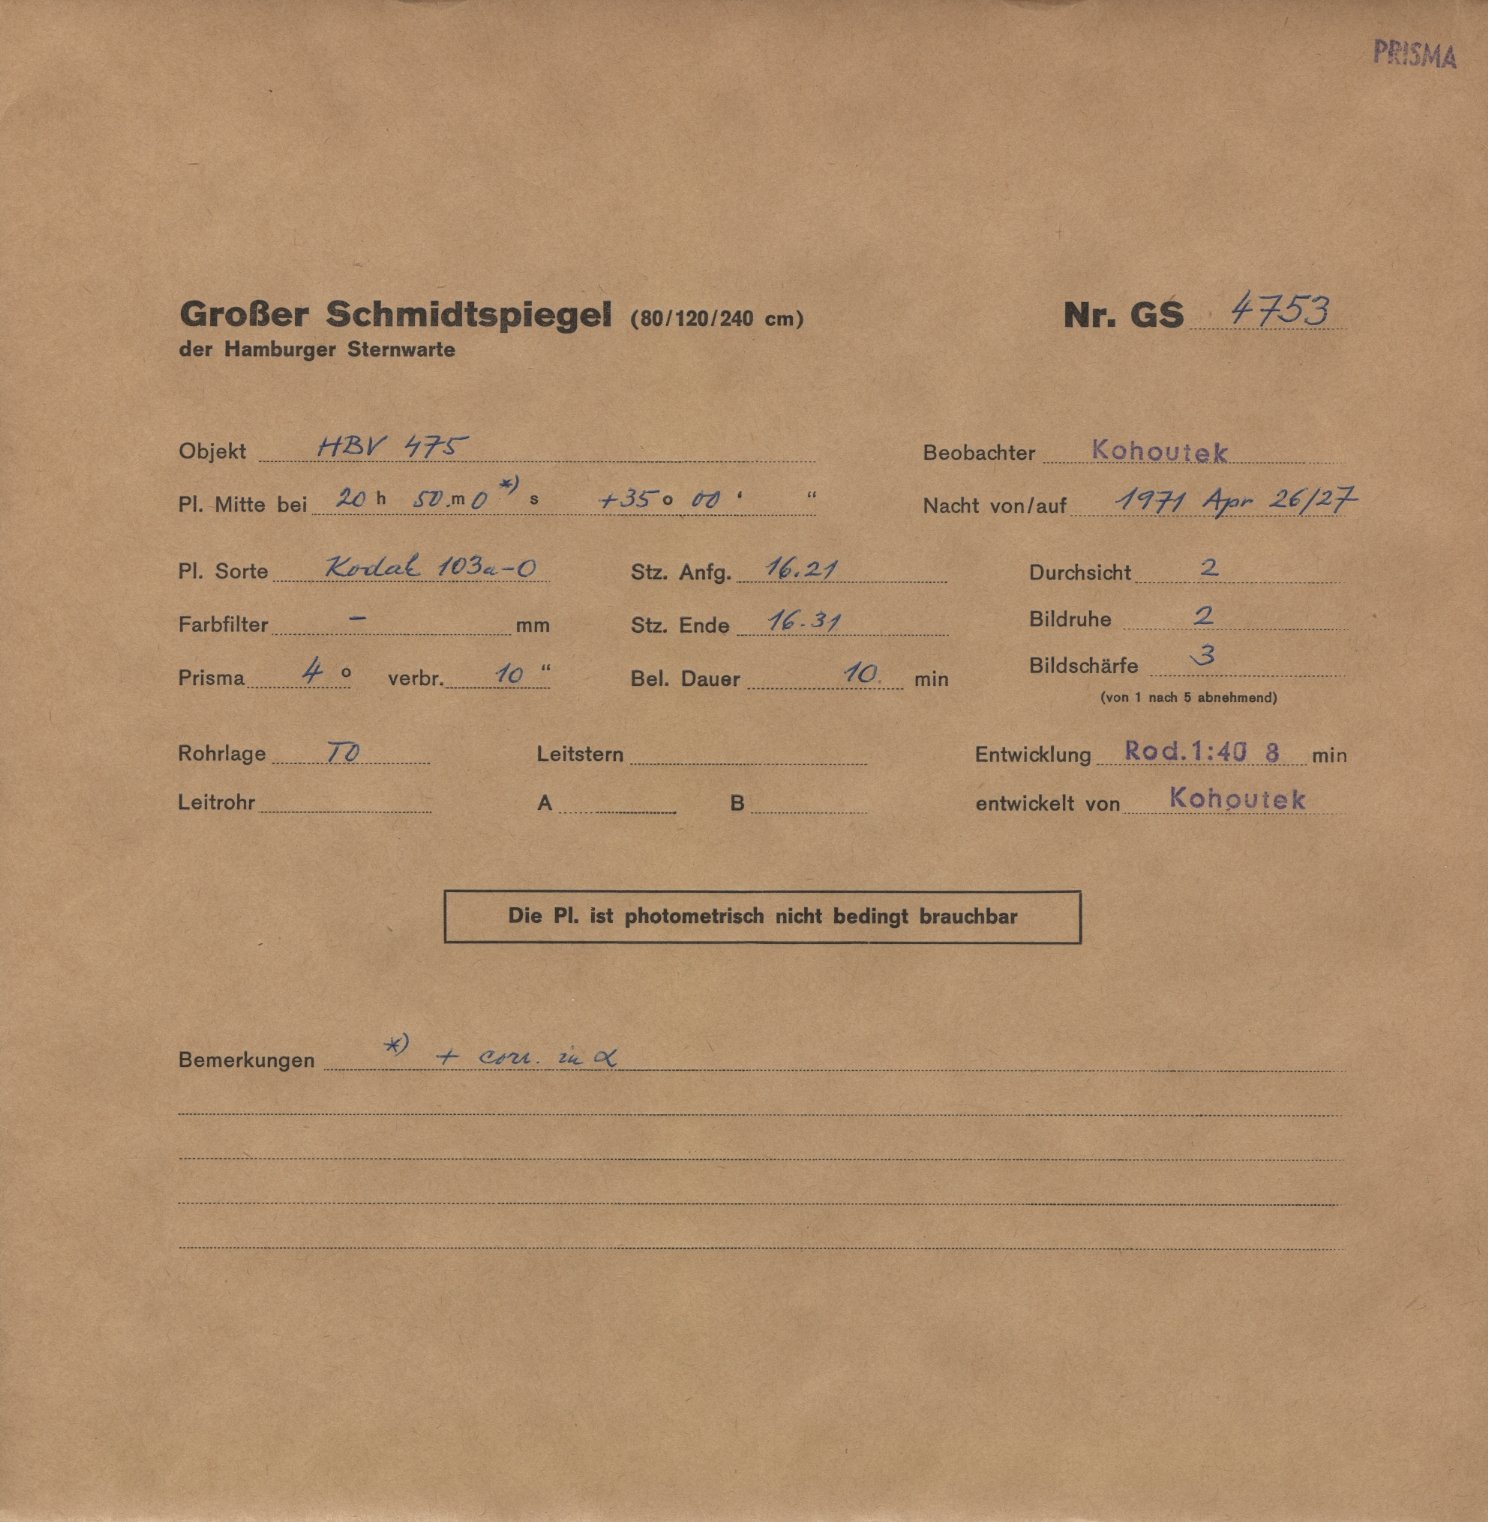 PRISMA
Großer Schmidtspiegel (80/120/240 cm) Nr. GS 4753
der Hamburger Sternwarte
Objekt HBV 475 Beobachter Kohoutek
Pl. Mitte bei 20 h 50.m 0 *) s +35 o 00 ' “ Nacht von/auf 1971 Apr 26/27
Pl. Sorte Kodak 103a-O Stz. Anfg. 16.21 Durchsicht 2
Farbfilter – mm Stz. Ende 16.31 Bildruhe 2
Prisma 4 o verbr. 10 “ Bel. Dauer 10. min Bildschärfe 3
(von 1 nach 5 abnehmend)
Rohrlage TO Leitstern Entwicklung Rod.1:40 8 min
Leitrohr A B entwickelt von Kohoutek
Die Pl. ist photometrisch nicht bedingt brauchbar
Bemerkungen *) + corr. in α